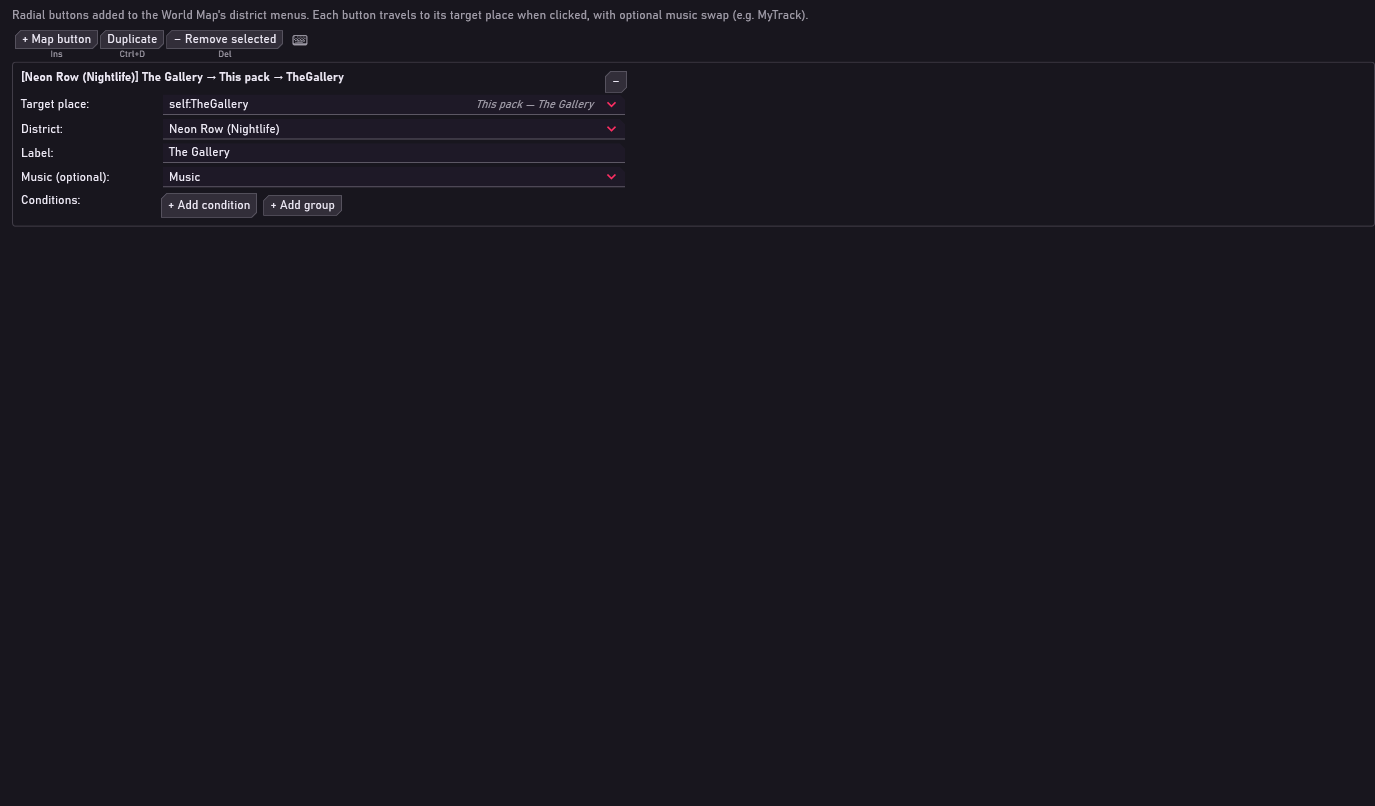 Radial buttons added to the World Map's district menus. Each button travels to its target place when clicked, with optional music swap (e.g. MyTrack).
+ Map button Duplicate − Remove selected
Ins Ctrl+D Del
[Neon Row (Nightlife)] The Gallery → This pack → TheGallery −
Target place: self:TheGallery This pack — The Gallery
District: Neon Row (Nightlife)
Label: The Gallery
Music (optional): Music
Conditions: + Add condition + Add group